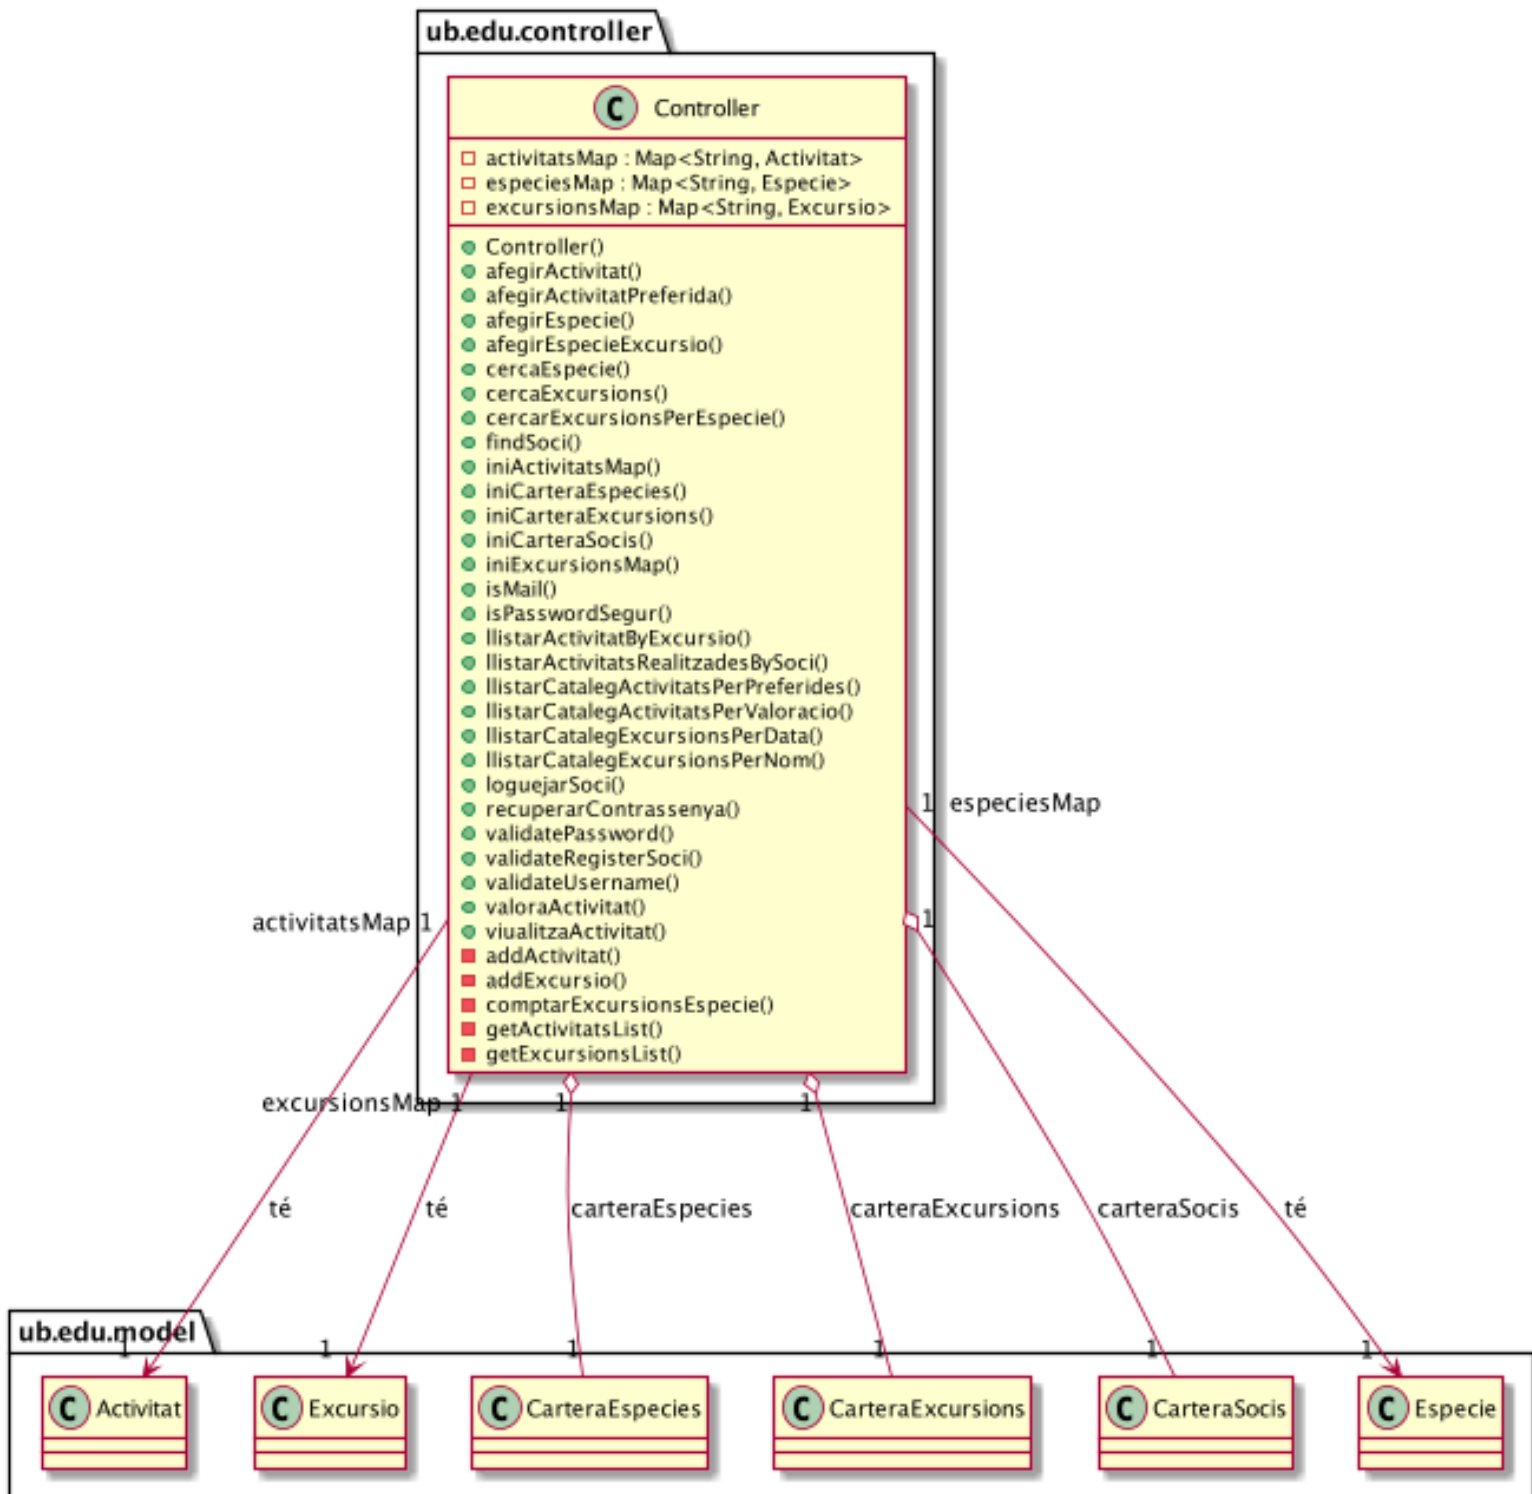 ub.edu.controller
C Controller
activitatsMap : Map<String, Activitat>
especiesMap : Map<String, Especie>
excursionsMap : Map<String, Excursio>
Controller()
afegirActivitat()
afegirActivitatPreferida()
afegirEspecie()
afegirEspecieExcursio()
cercaEspecie()
cercaExcursions()
cercarExcursionsPerEspecie()
findSoci()
iniActivitatsMap()
iniCarteraEspecies()
iniCarteraExcursions()
iniCarteraSocis()
iniExcursionsMap()
isMail()
isPasswordSegur()
llistarActivitatByExcursio()
llistarActivitatsRealitzadesBySoci()
llistarCatalegActivitatsPerPreferides()
llistarCatalegActivitatsPerValoracio()
llistarCatalegExcursionsPerData()
llistarCatalegExcursionsPerNom()
loguejarSoci()
recuperarContrassenya()
validatePassword()
validateRegisterSoci()
validateUsername()
valoraActivitat()
viualitzaActivitat()
addActivitat()
addExcursio()
comptarExcursionsEspecie()
getActivitatsList()
getExcursionsList()
1 especiesMap
activitatsMap 1
1
excursionsMap 1
1
1
té
té
carteraEspecies
carteraExcursions
carteraSocis
té
ub.edu.model
1
1
1
1
1
1
C Activitat
C Excursio
C CarteraEspecies
C CarteraExcursions
C CarteraSocis
C Especie